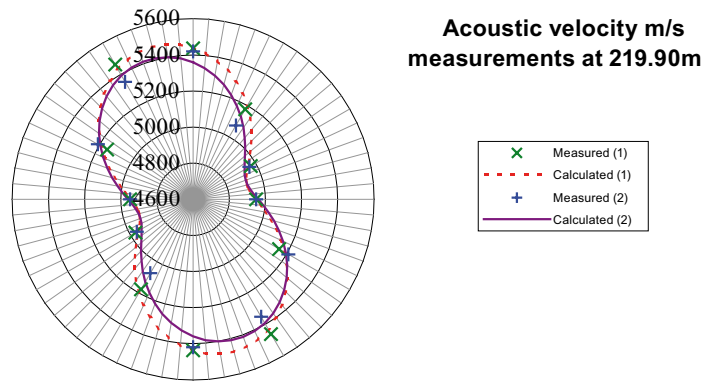 5600
5400
5200
5000
4800
4600
Acoustic velocity m/s
measurements at 219.90m
Measured (1)
Calculated (1)
Measured (2)
Calculated (2)